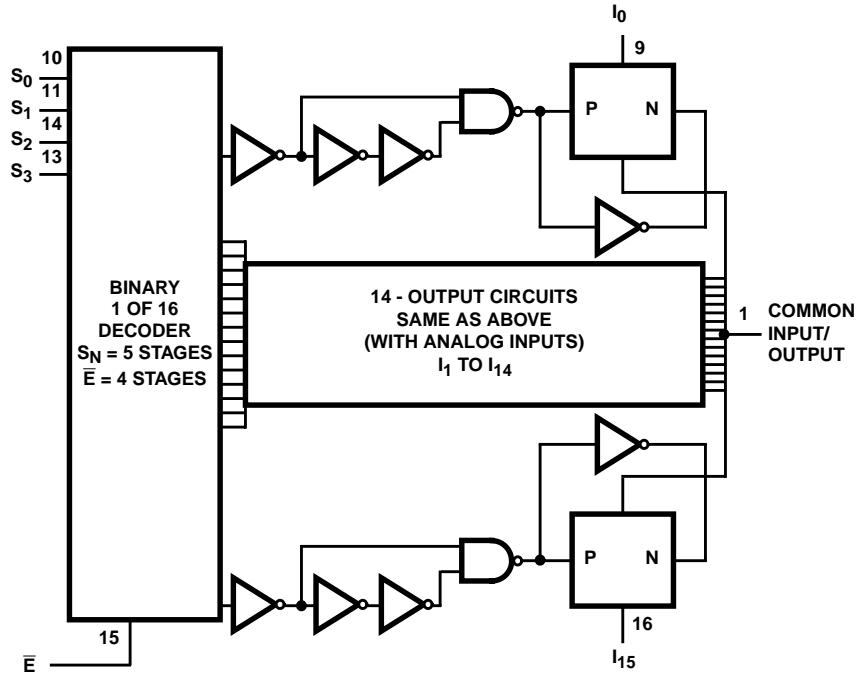 I0
9
10
S0
11
S1
14
S2
13
S3
P N
BINARY
1 OF 16
DECODER
SN = 5 STAGES
E̅ = 4 STAGES
14 - OUTPUT CIRCUITS
SAME AS ABOVE
(WITH ANALOG INPUTS)
I1 TO I14
1
COMMON
INPUT/
OUTPUT
P N
15
16
E̅
I15